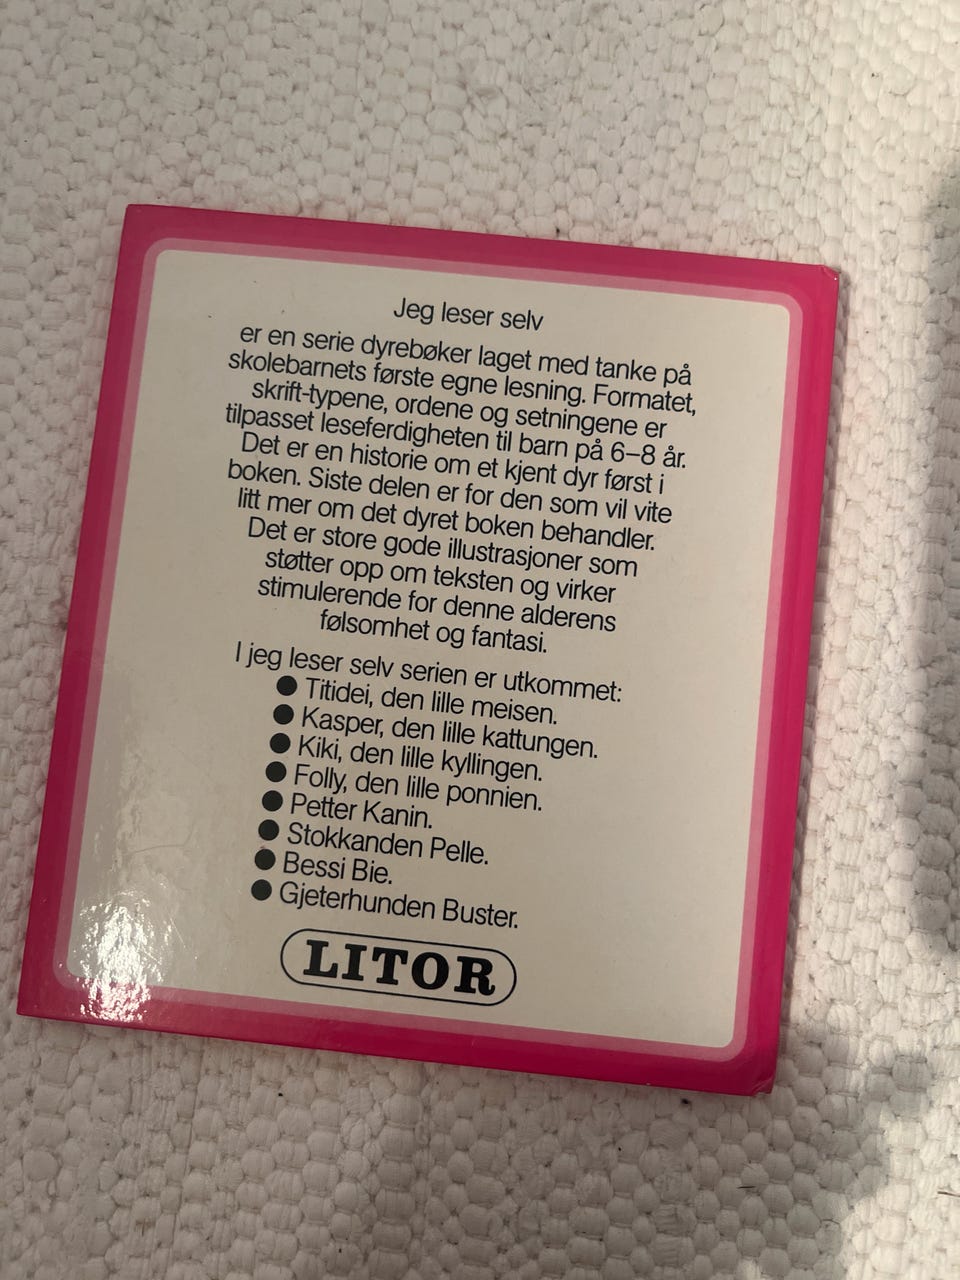 Jeg leser selv
er en serie dyrebøker laget med tanke på
skolebarnets første egne lesning. Formatet,
skrift-typene, ordene og setningene er
tilpasset leseferdigheten til barn på 6–8 år.
Det er en historie om et kjent dyr først i
boken. Siste delen er for den som vil vite
litt mer om det dyret boken behandler.
Det er store gode illustrasjoner som
støtter opp om teksten og virker
stimulerende for denne alderens
følsomhet og fantasi.
I jeg leser selv serien er utkommet:
● Titidei, den lille meisen.
● Kasper, den lille kattungen.
● Kiki, den lille kyllingen.
● Folly, den lille ponnien.
● Petter Kanin.
● Stokkanden Pelle.
● Bessi Bie.
● Gjeterhunden Buster.
LITOR